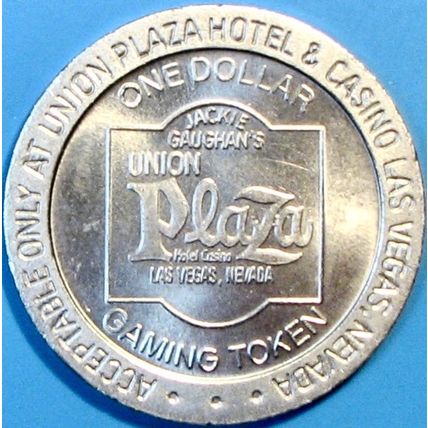 ACCEPTABLE ONLY AT UNION PLAZA HOTEL & CASINO LAS VEGAS, NEVADA
ONE DOLLAR
JACKIE
GAUGHAN'S
UNION
Plaza
Hotel Casino
LAS VEGAS, NEVADA
GAMING TOKEN